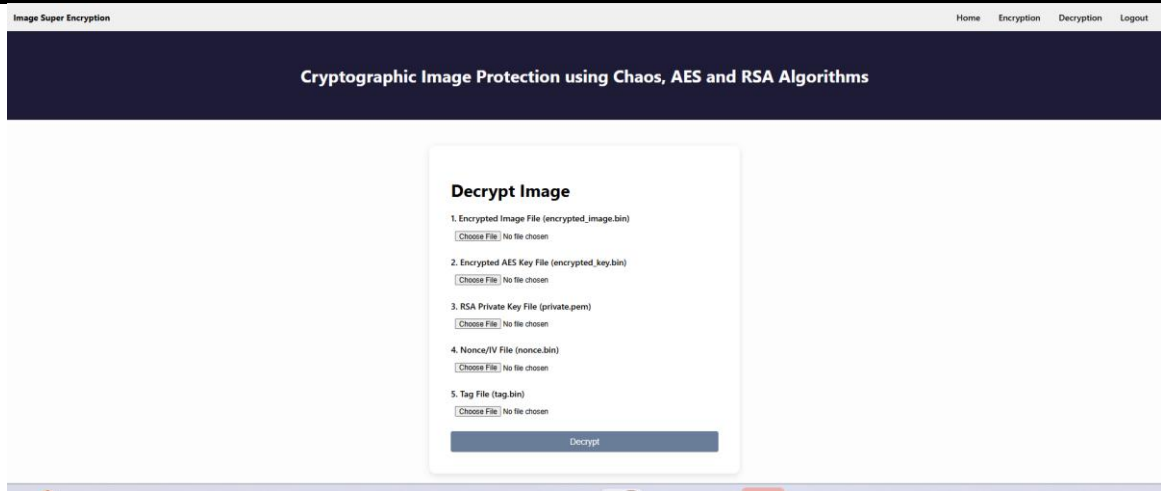 Image Super Encryption
Home Encryption Decryption Logout
Cryptographic Image Protection using Chaos, AES and RSA Algorithms
Decrypt Image
1. Encrypted Image File (encrypted_image.bin)
Choose File No file chosen
2. Encrypted AES Key File (encrypted_key.bin)
Choose File No file chosen
3. RSA Private Key File (private.pem)
Choose File No file chosen
4. Nonce/IV File (nonce.bin)
Choose File No file chosen
5. Tag File (tag.bin)
Choose File No file chosen
Decrypt